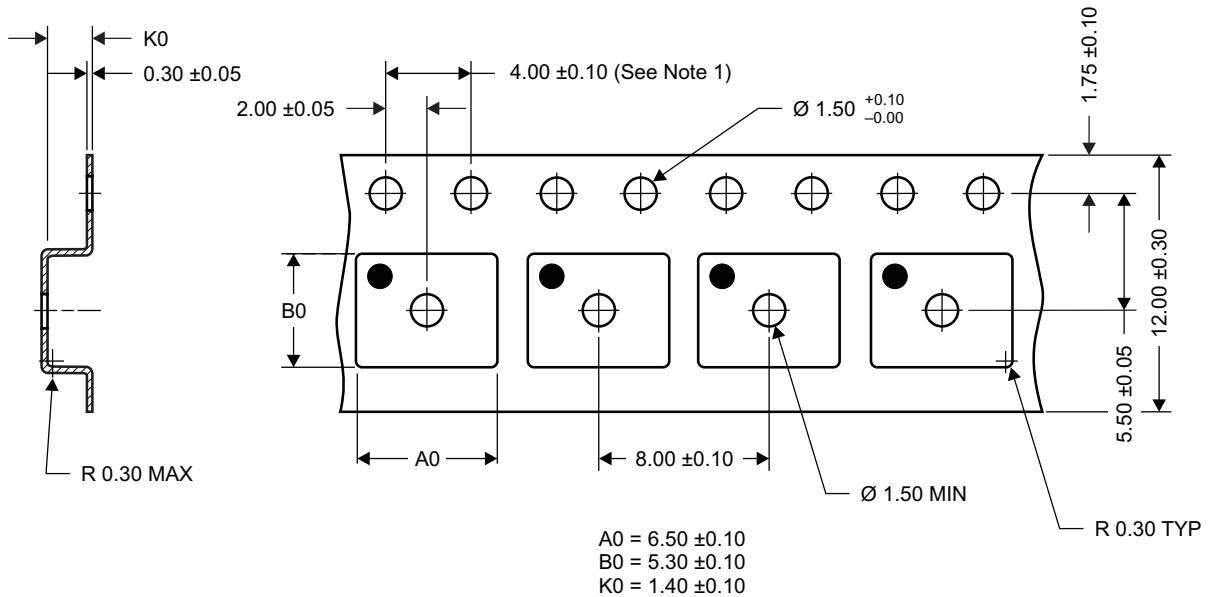 K0
0.30 ±0.05
4.00 ±0.10 (See Note 1)
2.00 ±0.05
Ø 1.50 +0.10 –0.00
1.75 ±0.10
12.00 ±0.30
5.50 ±0.05
B0
A0
8.00 ±0.10
R 0.30 MAX
Ø 1.50 MIN
R 0.30 TYP
A0 = 6.50 ±0.10
B0 = 5.30 ±0.10
K0 = 1.40 ±0.10